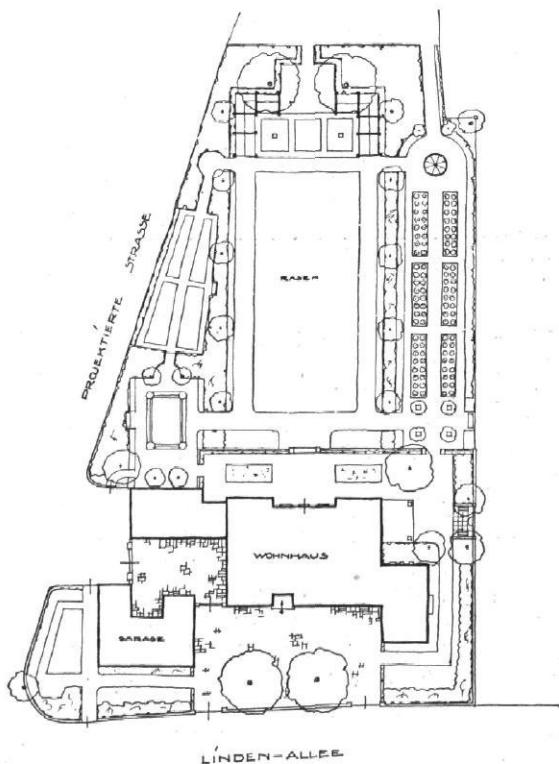 PROJEKTIERTE STRASSE
RASEN
WOHNHAUS
GARAGE
LINDEN-ALLEE